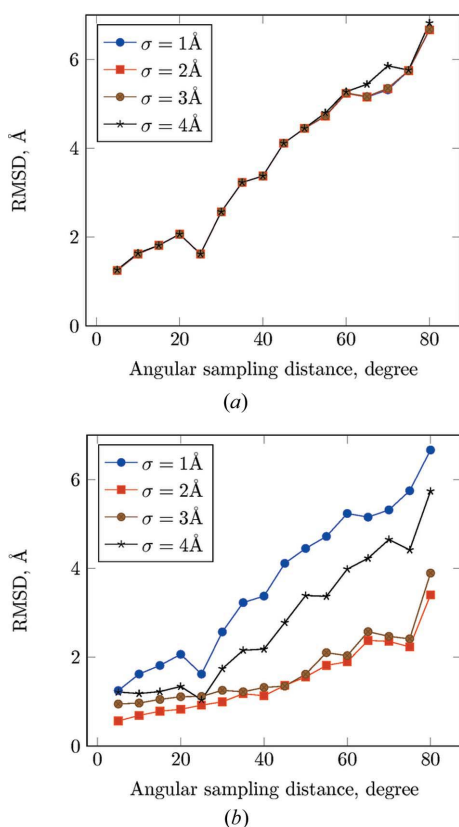 6
4
2
0
RMSD, Å
σ = 1Å
σ = 2Å
σ = 3Å
σ = 4Å
0 20 40 60 80
Angular sampling distance, degree
(a)
6
4
2
0
RMSD, Å
σ = 1Å
σ = 2Å
σ = 3Å
σ = 4Å
0 20 40 60 80
Angular sampling distance, degree
(b)